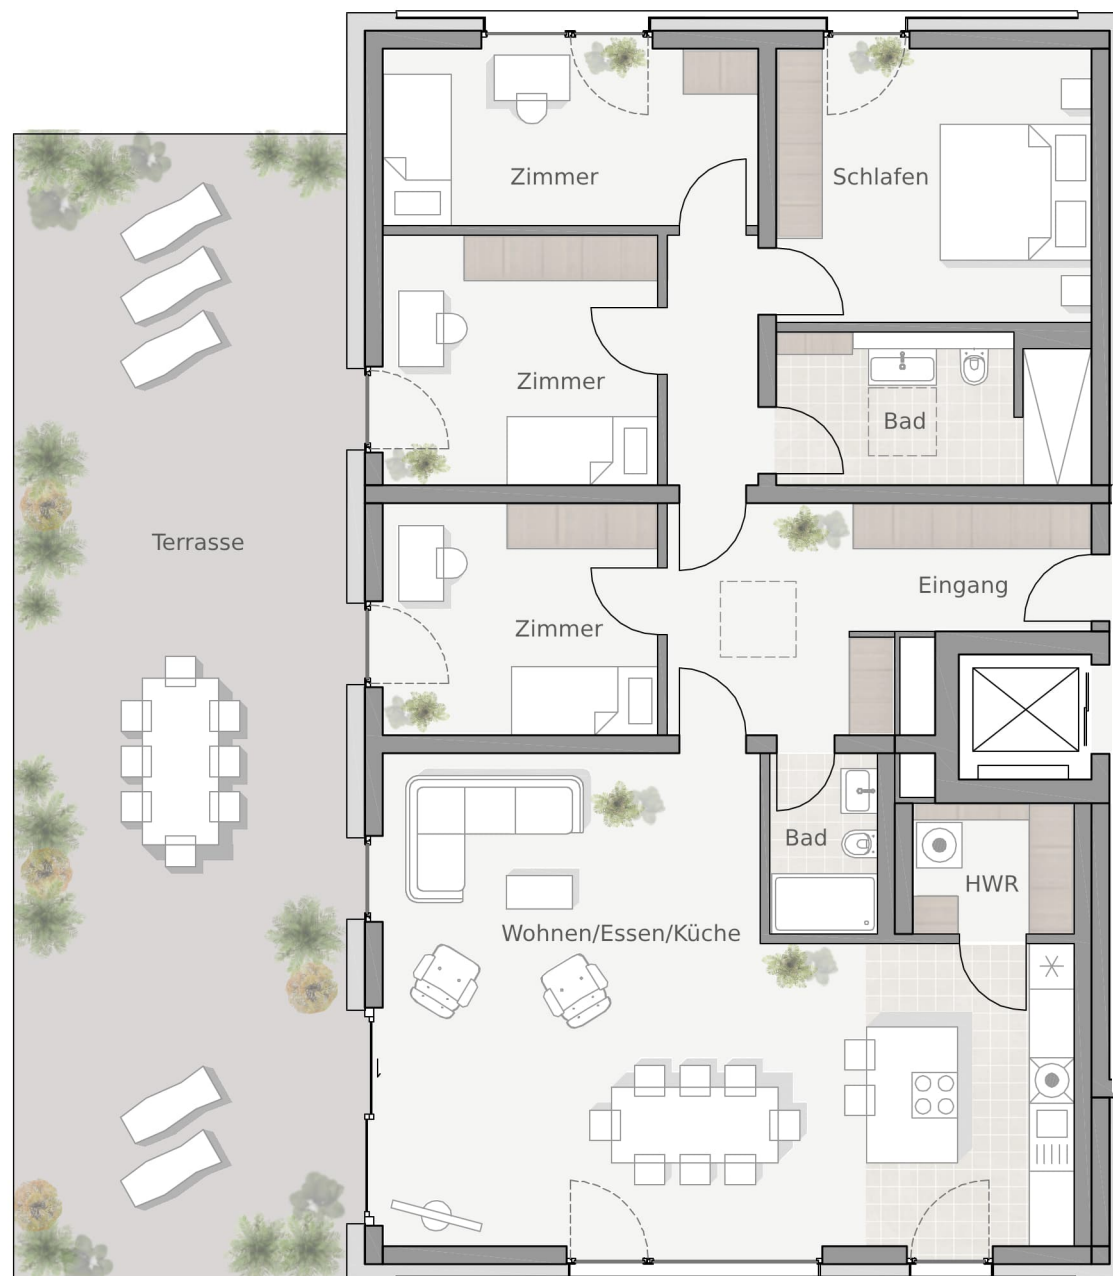 Zimmer
Schlafen
Zimmer
Bad
Terrasse
Eingang
Zimmer
Bad
HWR
Wohnen/Essen/Küche